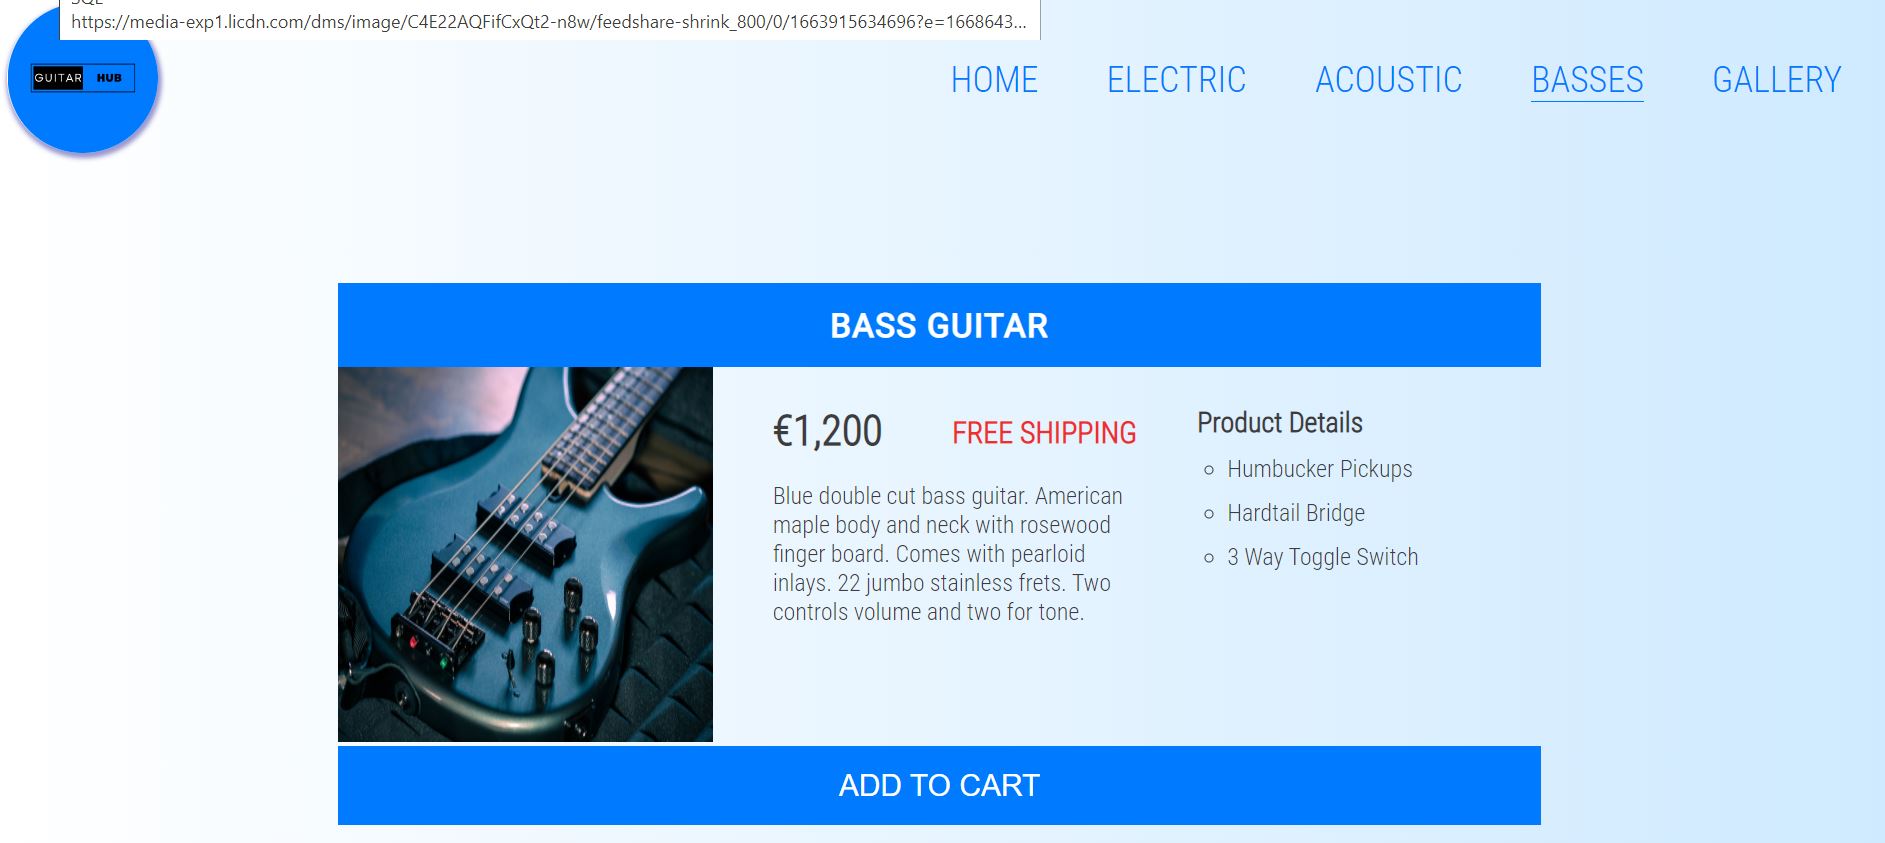 SQL
https://media-exp1.licdn.com/dms/image/C4E22AQFifCxQt2-n8w/feedshare-shrink_800/0/1663915634696?e=1668643...
GUITAR HUB
HOME ELECTRIC ACOUSTIC BASSES GALLERY
BASS GUITAR
€1,200 FREE SHIPPING
Blue double cut bass guitar. American
maple body and neck with rosewood
finger board. Comes with pearloid
inlays. 22 jumbo stainless frets. Two
controls volume and two for tone.
Product Details
Humbucker Pickups
Hardtail Bridge
3 Way Toggle Switch
ADD TO CART